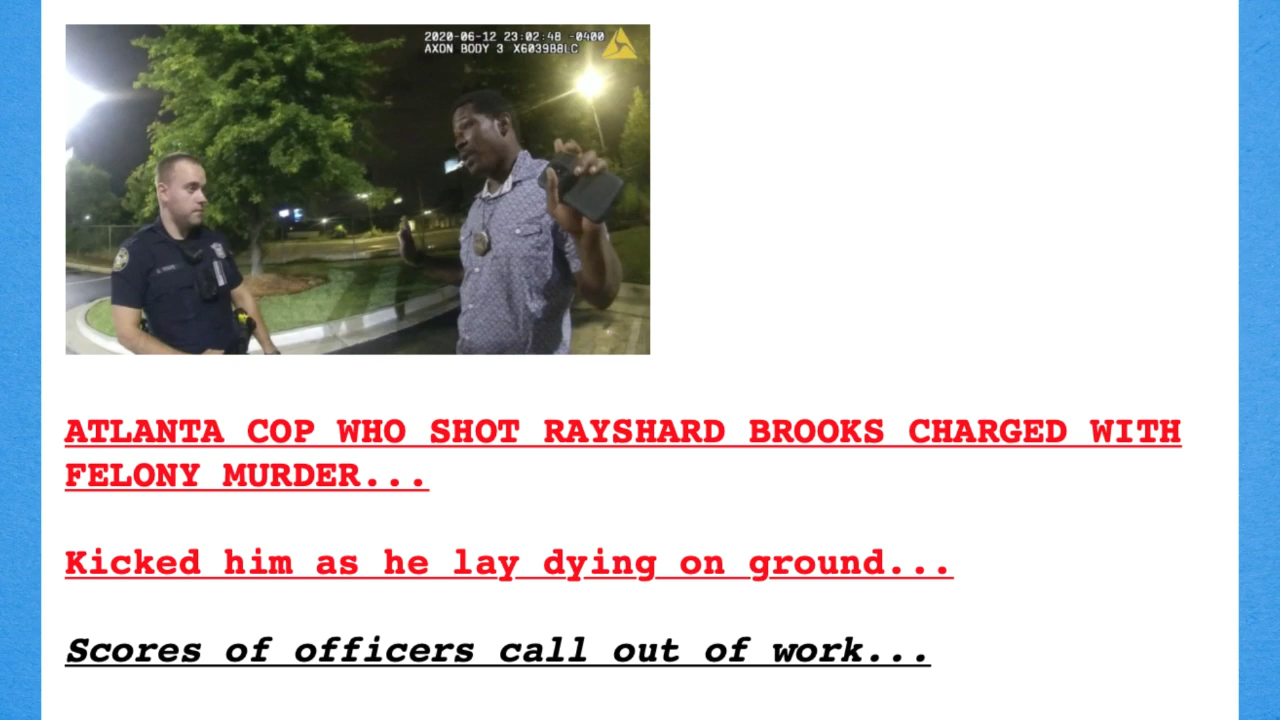 2020-06-12 23:02:48 -0400
AXON BODY 3 X603988LC
ATLANTA COP WHO SHOT RAYSHARD BROOKS CHARGED WITH
FELONY MURDER...
Kicked him as he lay dying on ground...
Scores of officers call out of work...